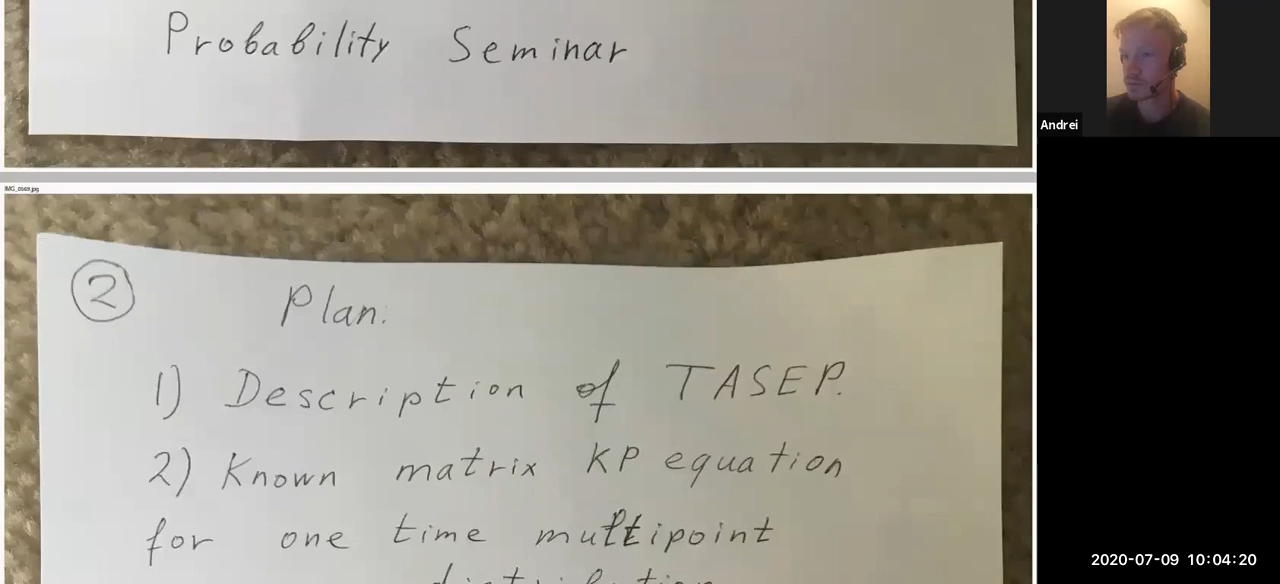 Probability Seminar
Andrei
IMG_0569.jpg
2
Plan:
1) Description of TASEP.
2) Known matrix KP equation
for one time multipoint
2020-07-09 10:04:20